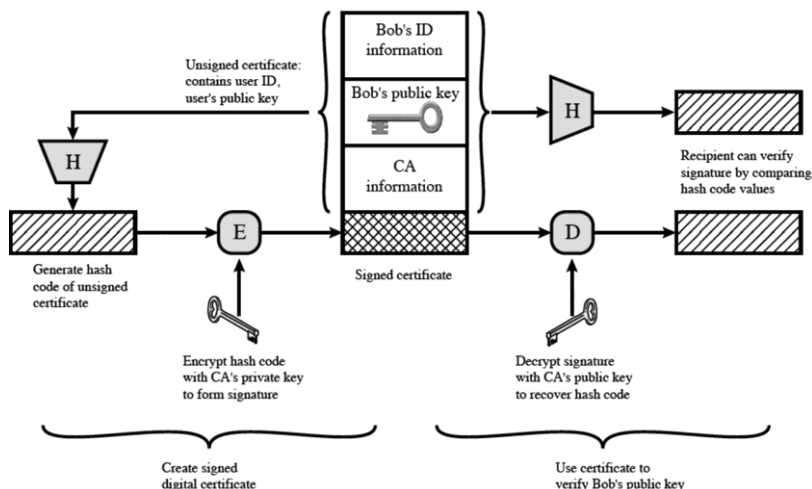 Bob's ID
information
Unsigned certificate:
contains user ID,
user's public key
Bob's public key
CA
information
H
H
Recipient can verify
signature by comparing
hash code values
E
D
Generate hash
code of unsigned
certificate
Signed certificate
Encrypt hash code
with CA's private key
to form signature
Decrypt signature
with CA's public key
to recover hash code
Create signed
digital certificate
Use certificate to
verify Bob's public key